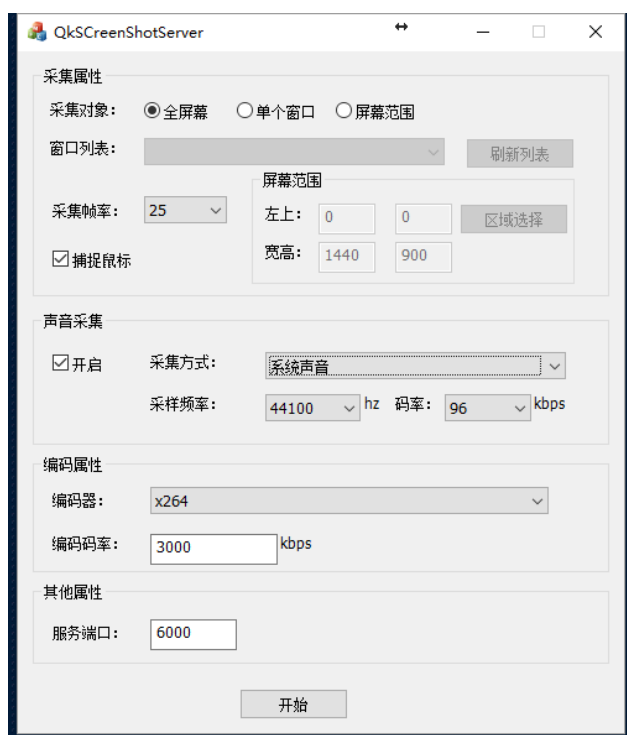 QkSCreenShotServer
采集属性
采集对象： 全屏幕 单个窗口 屏幕范围
窗口列表： 刷新列表
屏幕范围
采集帧率： 25 左上： 0 0 区域选择
捕捉鼠标 宽高： 1440 900
声音采集
开启 采集方式： 系统声音
采样频率： 44100 hz 码率： 96 kbps
编码属性
编码器： x264
编码码率： 3000 kbps
其他属性
服务端口： 6000
开始